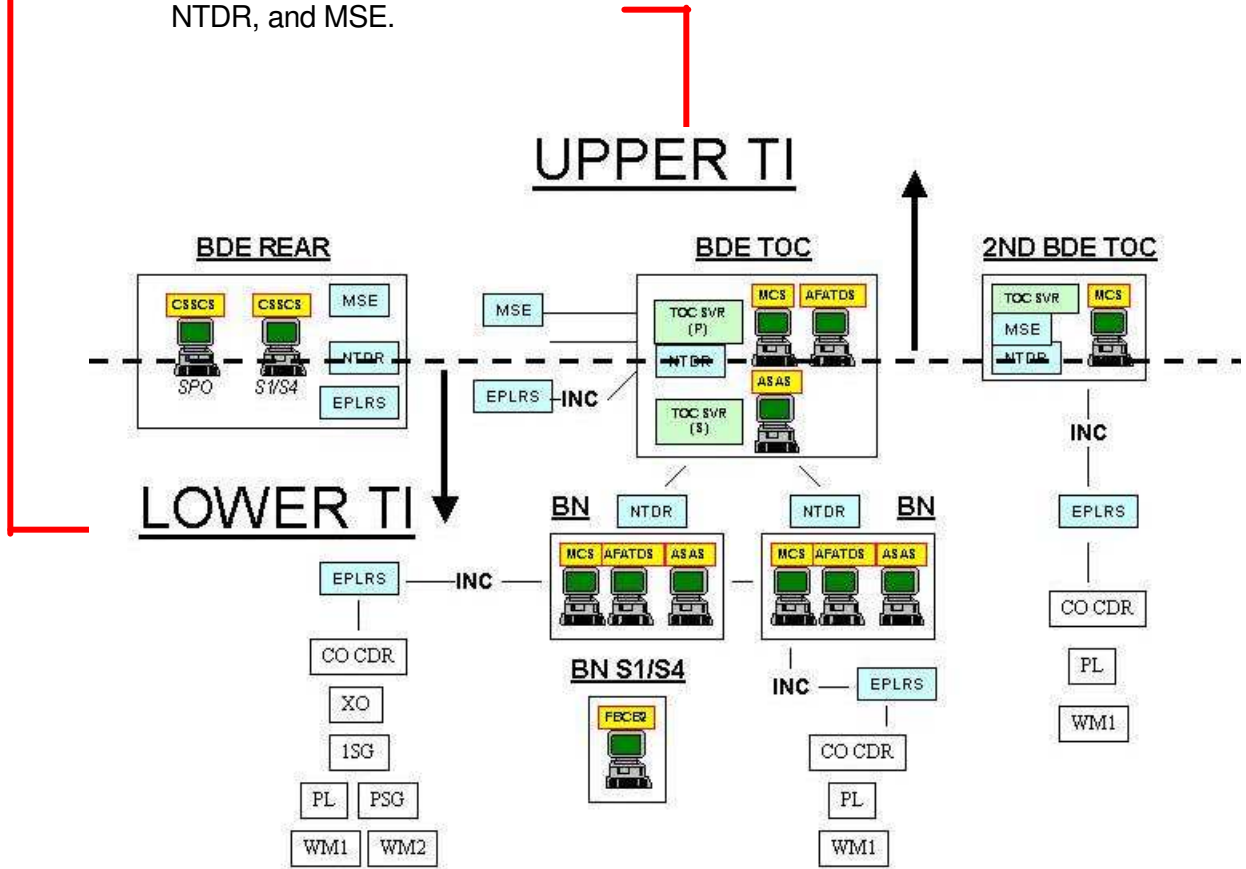 NTDR, and MSE.
UPPER TI
BDE REAR
BDE TOC
2ND BDE TOC
CSSCS
CSSCS
MSE
NTDR
EPLRS
SPO
S1/S4
MSE
EPLRS
INC
TOC SVR
(P)
NTDR
TOC SVR
(S)
MCS
AFATDS
ASAS
TOC SVR
MSE
NTDR
MCS
INC
EPLRS
CO CDR
PL
WM1
LOWER TI
BN
NTDR
NTDR
BN
MCS
AFATDS
ASAS
MCS
AFATDS
ASAS
EPLRS
INC
CO CDR
XO
1SG
PL
PSG
WM1
WM2
BN S1/S4
FBCB2
INC
EPLRS
CO CDR
PL
WM1